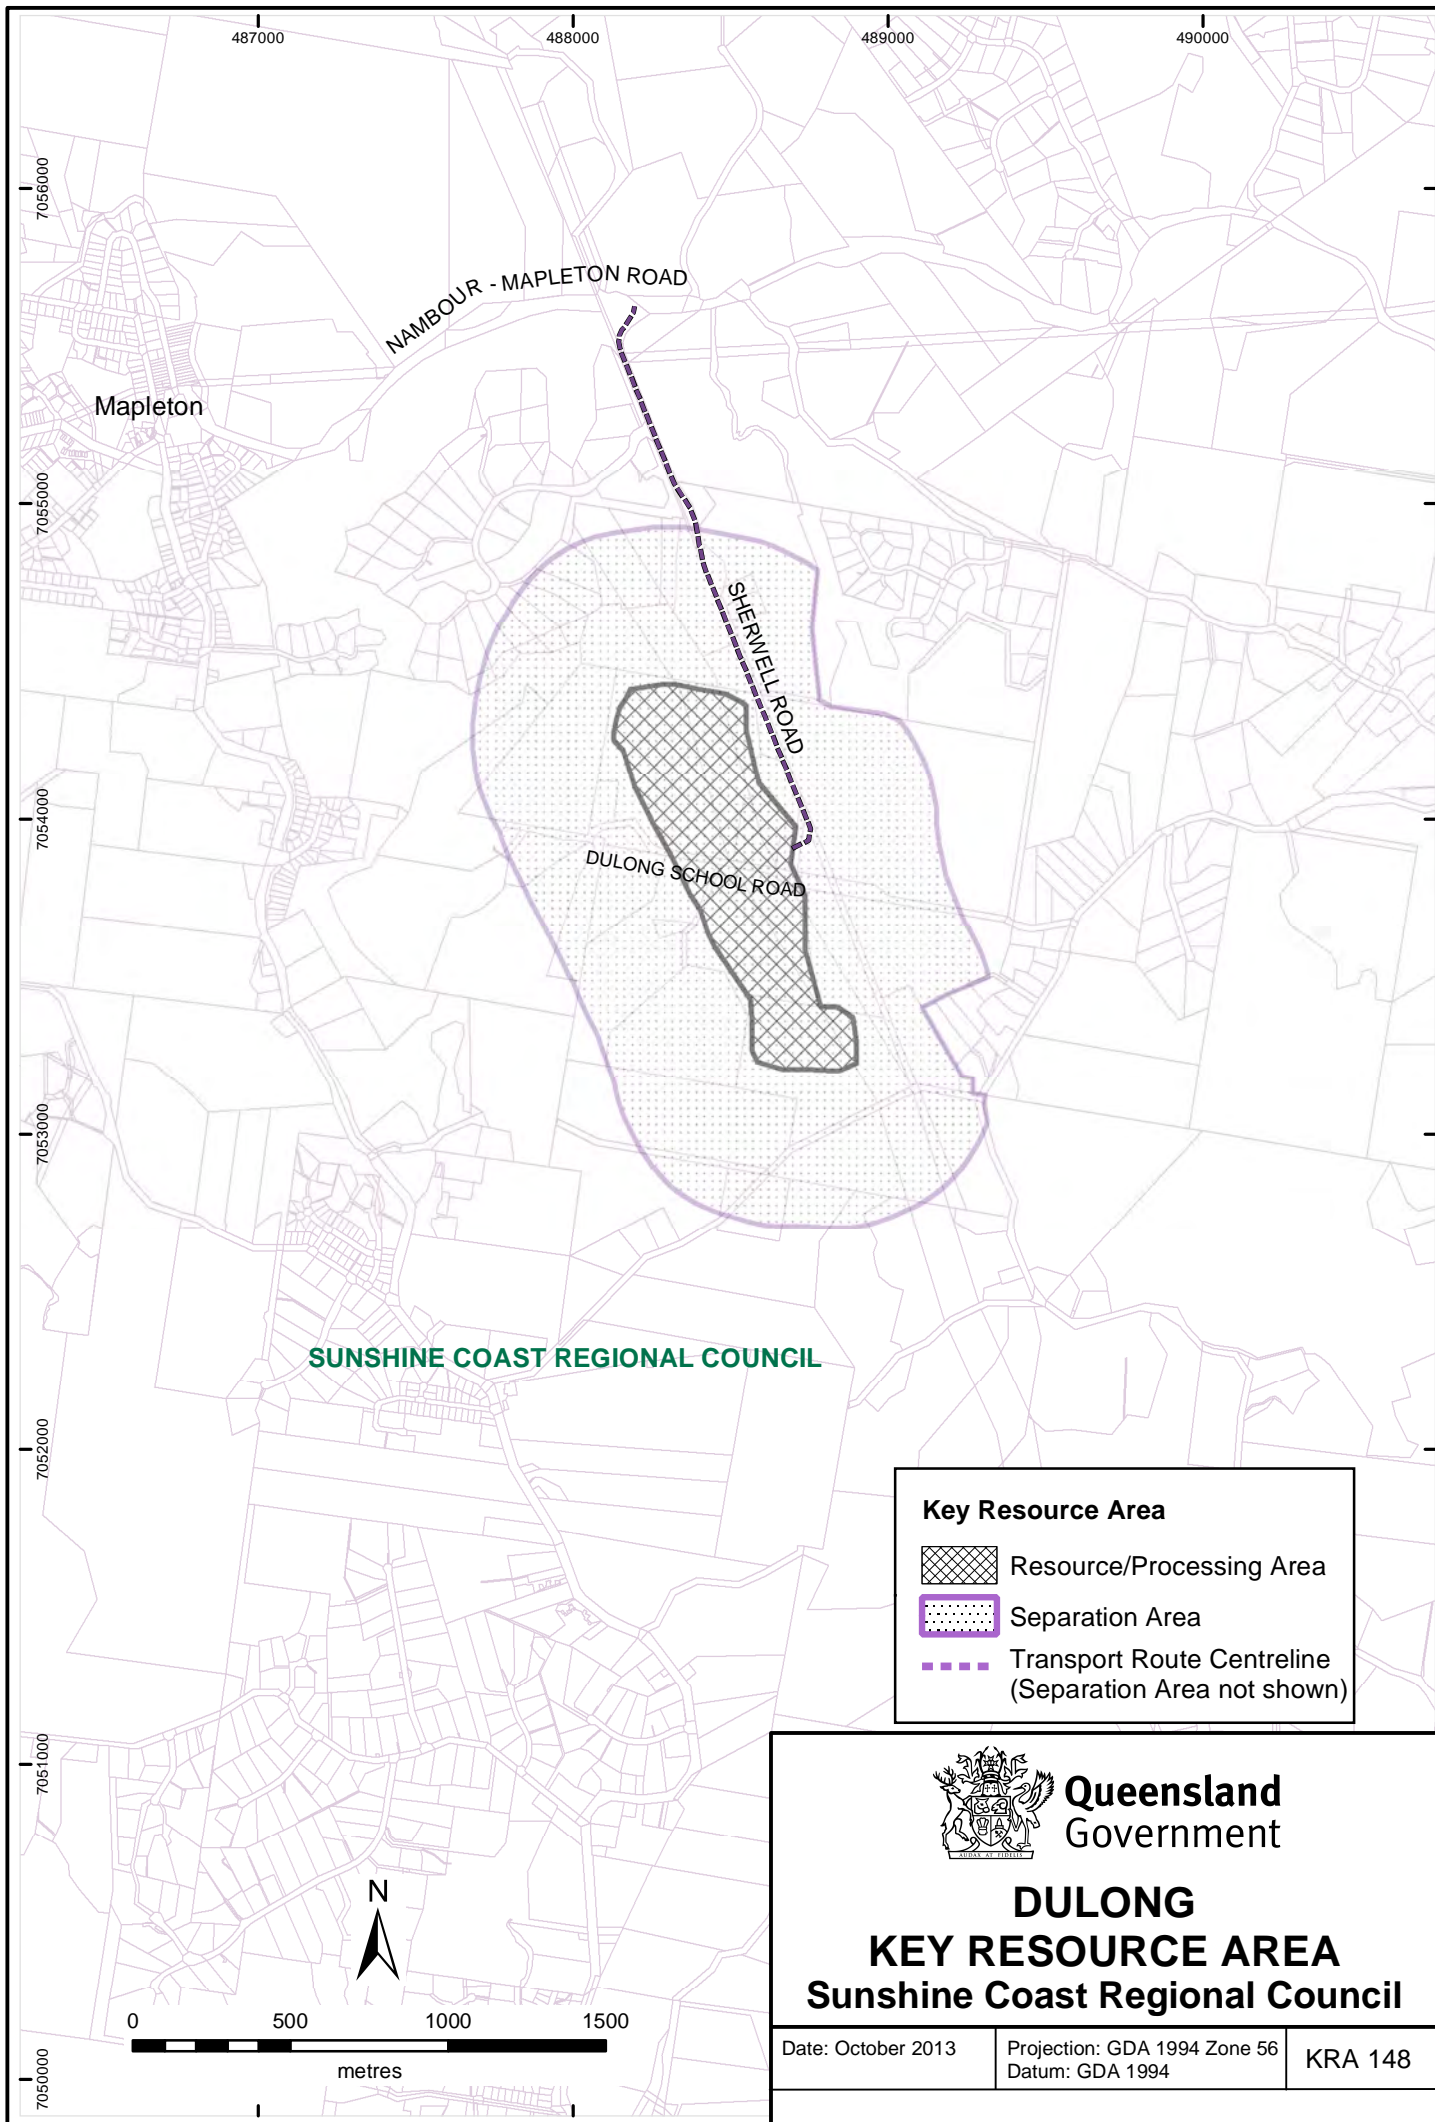 487000
488000
489000
490000
7056000
7055000
7054000
7053000
7052000
7051000
7050000
NAMBOUR - MAPLETON ROAD
Mapleton
SHERWELL ROAD
DULONG SCHOOL ROAD
SUNSHINE COAST REGIONAL COUNCIL
Key Resource Area
Resource/Processing Area
Separation Area
Transport Route Centreline
(Separation Area not shown)
Queensland
Government
AUDAX AT FIDELIS
DULONG
KEY RESOURCE AREA
Sunshine Coast Regional Council
Date: October 2013
Projection: GDA 1994 Zone 56
Datum: GDA 1994
KRA 148
N
0
500
1000
1500
metres